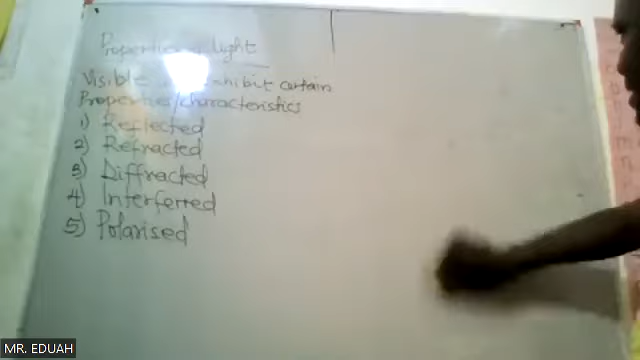 Properties of light
Visible exhibit certain
Properties/characteristics
1) Reflected
2) Refracted
3) Diffracted
4) Interferred
5) Polarised
MR. EDUAH